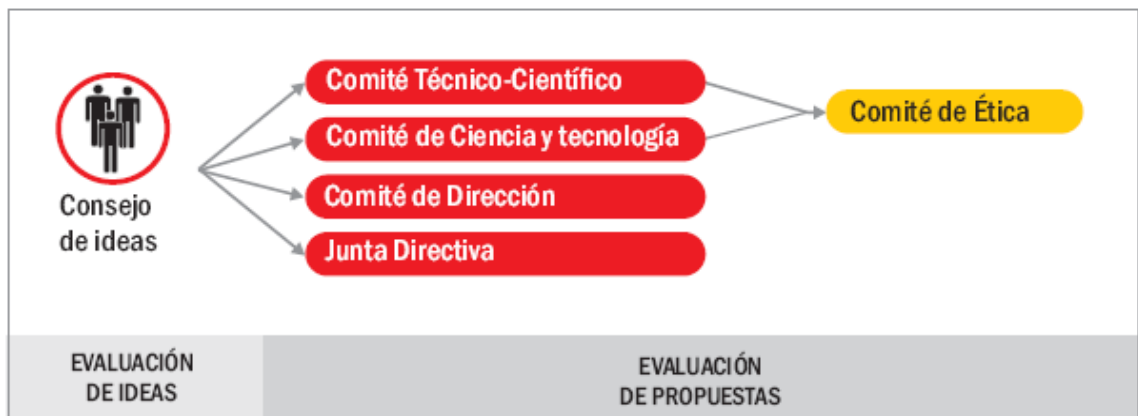 Consejo
de ideas
Comité Técnico-Científico
Comité de Ciencia y tecnología
Comité de Dirección
Junta Directiva
Comité de Ética
EVALUACIÓN
DE IDEAS
EVALUACIÓN
DE PROPUESTAS